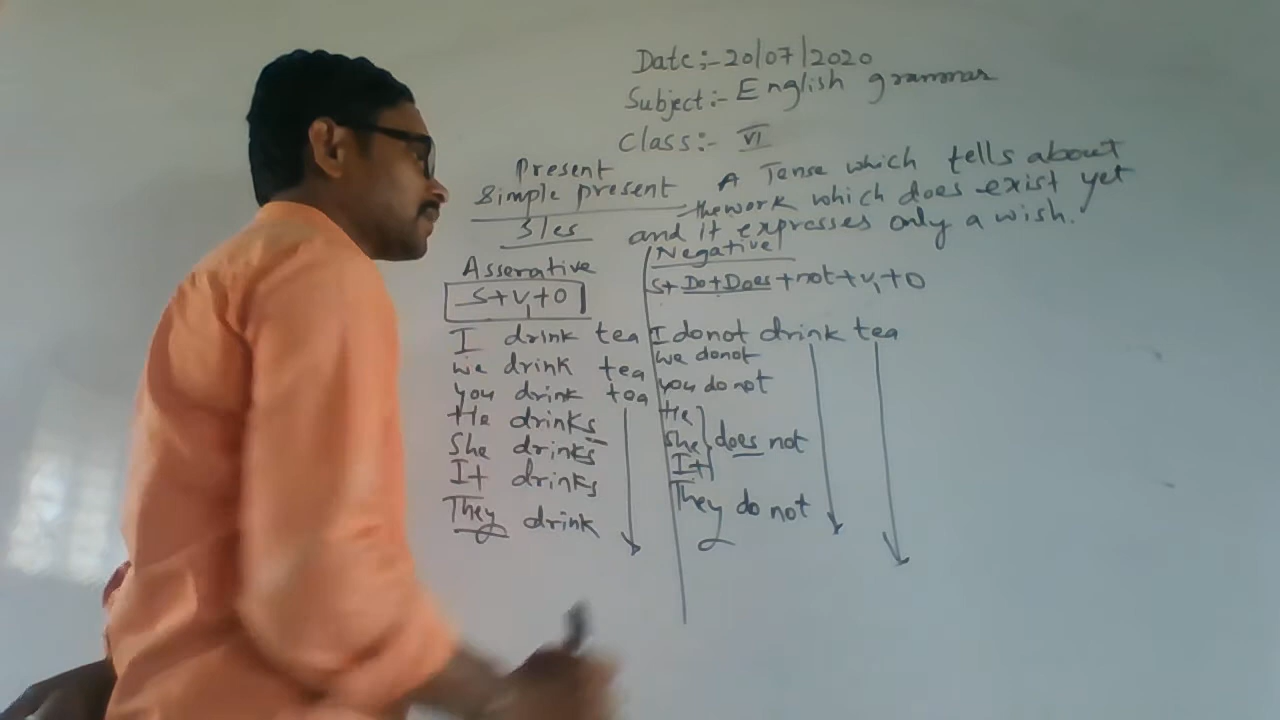 Date:-20/07/2020
Subject:- English grammar
Class:- VI
Present
Simple present
A Tense which tells about
the work which does exist yet
and it expresses only a wish.
S/es
Asserative
S+V1+O
I drink tea
we drink tea
you drink tea
He drinks
She drinks
It drinks
They drink
Negative
S+ Do+Does+not+V1+O
I donot drink tea
we donot
you do not
He
She
It
does not
They do not